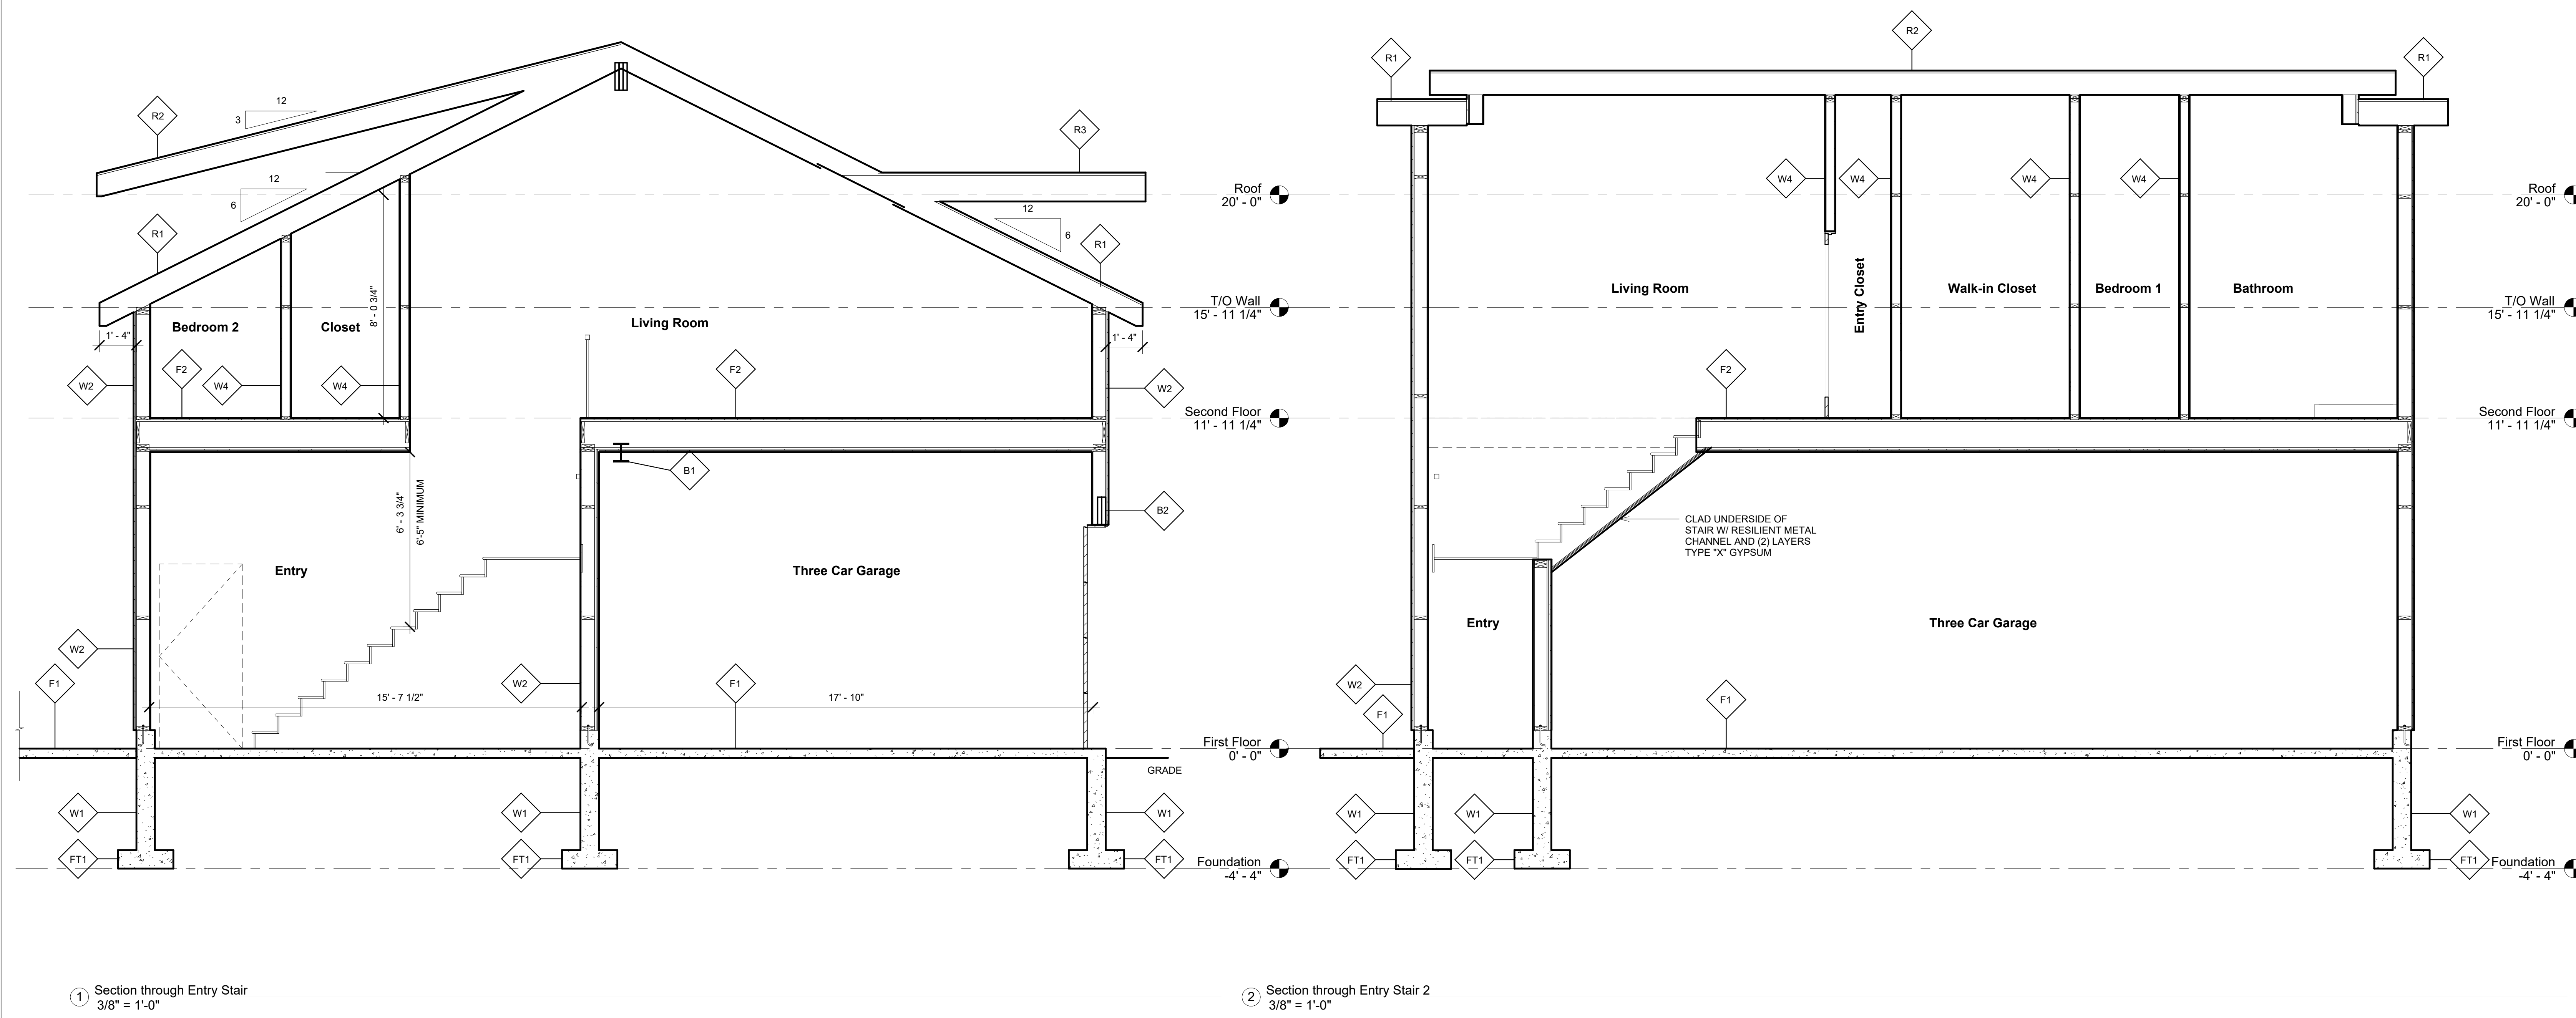 R2
12
3
R3
12
6
12
6
R1
R1
Roof
20' - 0"
T/O Wall
15' - 11 1/4"
8' - 0 3/4"
Bedroom 2
Closet
Living Room
1' - 4"
1' - 4"
W2
F2
W4
W4
F2
W2
Second Floor
11' - 11 1/4"
B1
6' - 3 3/4"
6'-5" MINIMUM
B2
Entry
Three Car Garage
W2
F1
W2
F1
15' - 7 1/2"
17' - 10"
First Floor
0' - 0"
GRADE
W1
W1
W1
FT1
FT1
FT1
Foundation
-4' - 4"
1
Section through Entry Stair
3/8" = 1'-0"
R2
R1
R1
W4
W4
W4
W4
Roof
20' - 0"
Living Room
Entry Closet
Walk-in Closet
Bedroom 1
Bathroom
T/O Wall
15' - 11 1/4"
F2
Second Floor
11' - 11 1/4"
CLAD UNDERSIDE OF
STAIR W/ RESILIENT METAL
CHANNEL AND (2) LAYERS
TYPE "X" GYPSUM
Entry
Three Car Garage
W2
F1
F1
First Floor
0' - 0"
W1
W1
W1
FT1
FT1
FT1
Foundation
-4' - 4"
2
Section through Entry Stair 2
3/8" = 1'-0"